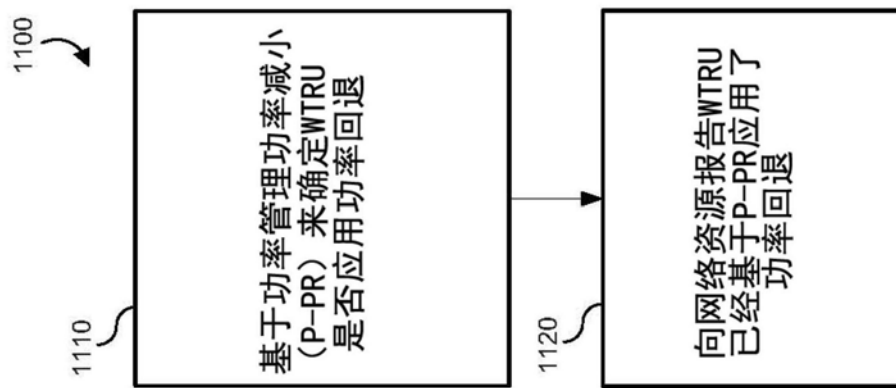 1100
1110
基于功率管理功率减小
（P-PR）来确定WTRU
是否应用功率回退
1120
向网络资源报告WTRU
已经基于P-PR应用了
功率回退